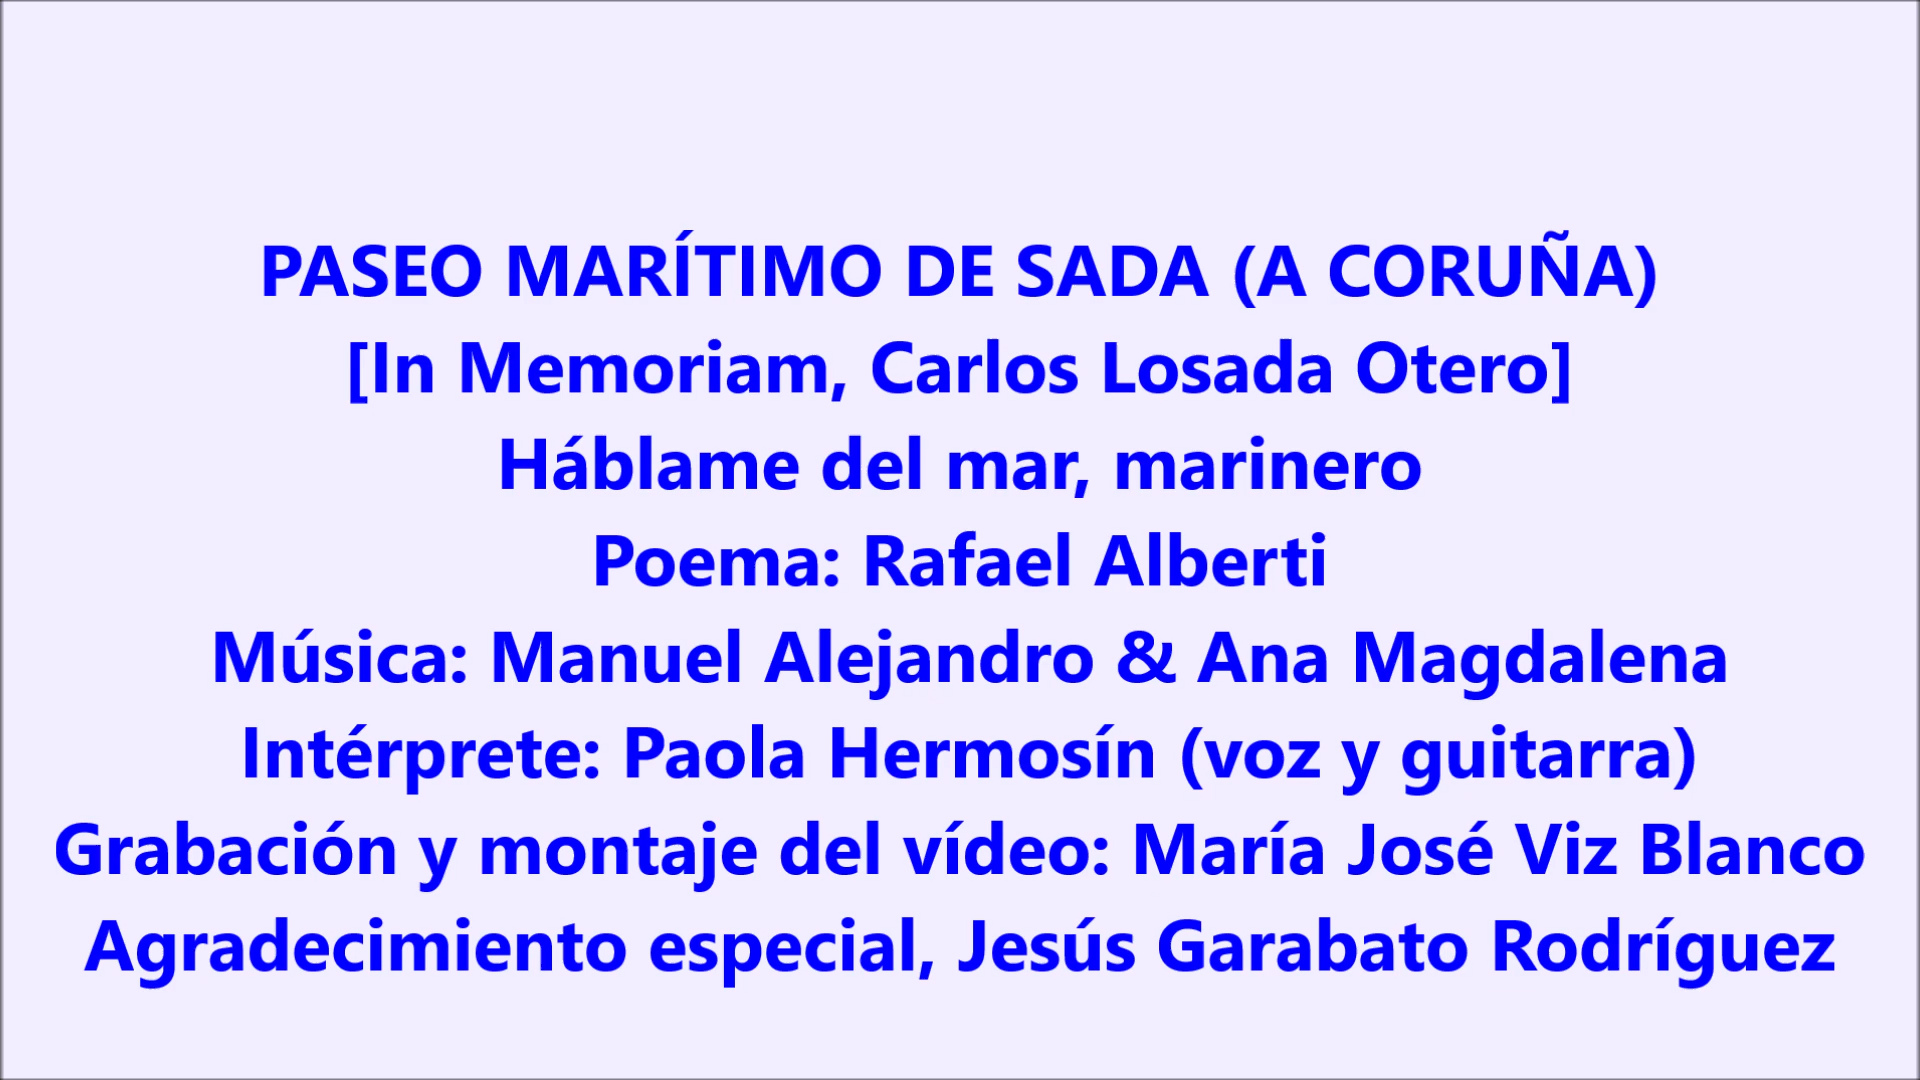 PASEO MARÍTIMO DE SADA (A CORUÑA)
[In Memoriam, Carlos Losada Otero]
Háblame del mar, marinero
Poema: Rafael Alberti
Música: Manuel Alejandro & Ana Magdalena
Intérprete: Paola Hermosín (voz y guitarra)
Grabación y montaje del vídeo: María José Viz Blanco
Agradecimiento especial, Jesús Garabato Rodríguez